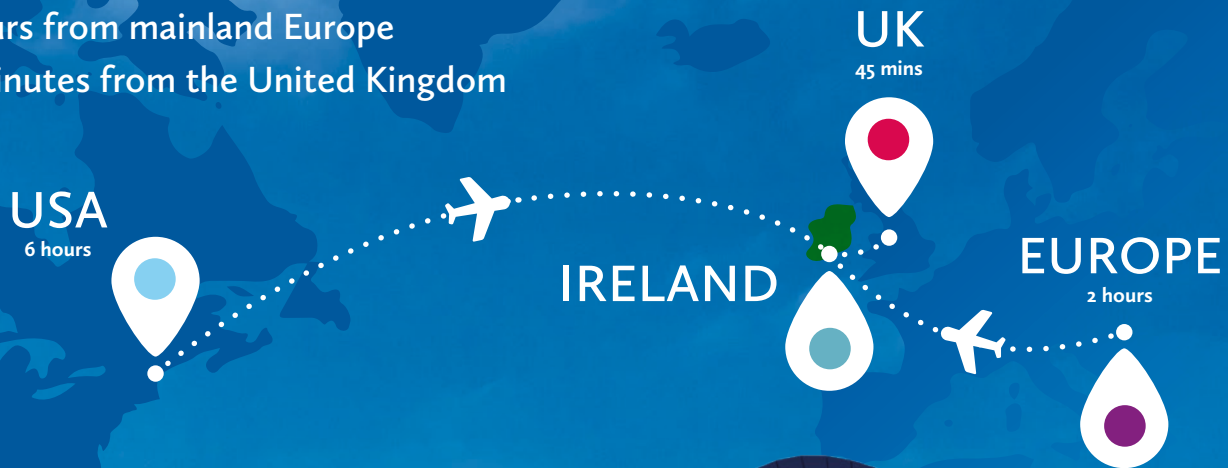 urs from mainland Europe
inutes from the United Kingdom
UK
45 mins
USA
6 hours
IRELAND
EUROPE
2 hours